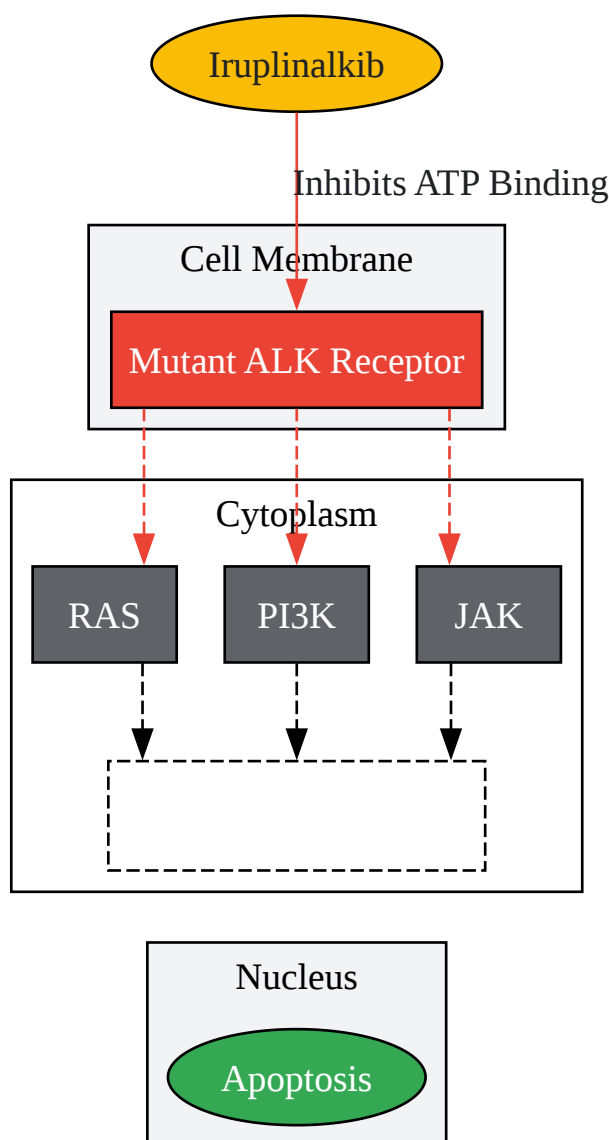 Iruplinalkib
Inhibits ATP Binding
Cell Membrane
Mutant ALK Receptor
Cytoplasm
RAS
PI3K
JAK
Nucleus
Apoptosis